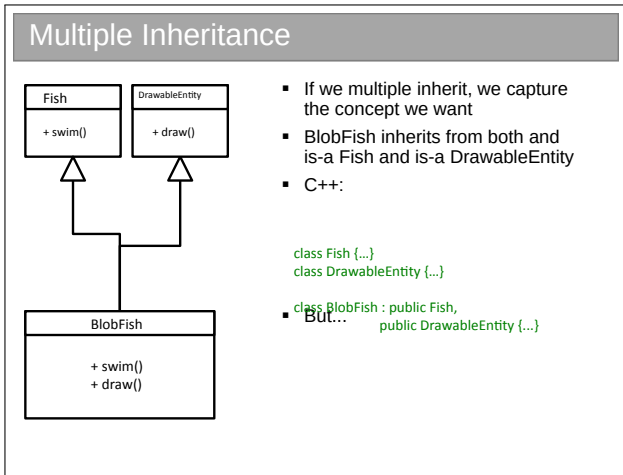 Multiple Inheritance
Fish
+ swim()
DrawableEntity
+ draw()
BlobFish
+ swim()
+ draw()
▪ If we multiple inherit, we capture
the concept we want
▪ BlobFish inherits from both and
is-a Fish and is-a DrawableEntity
▪ C++:
class Fish {…}
class DrawableEntity {…}
class BlobFish : public Fish,
public DrawableEntity {…}
▪ But...